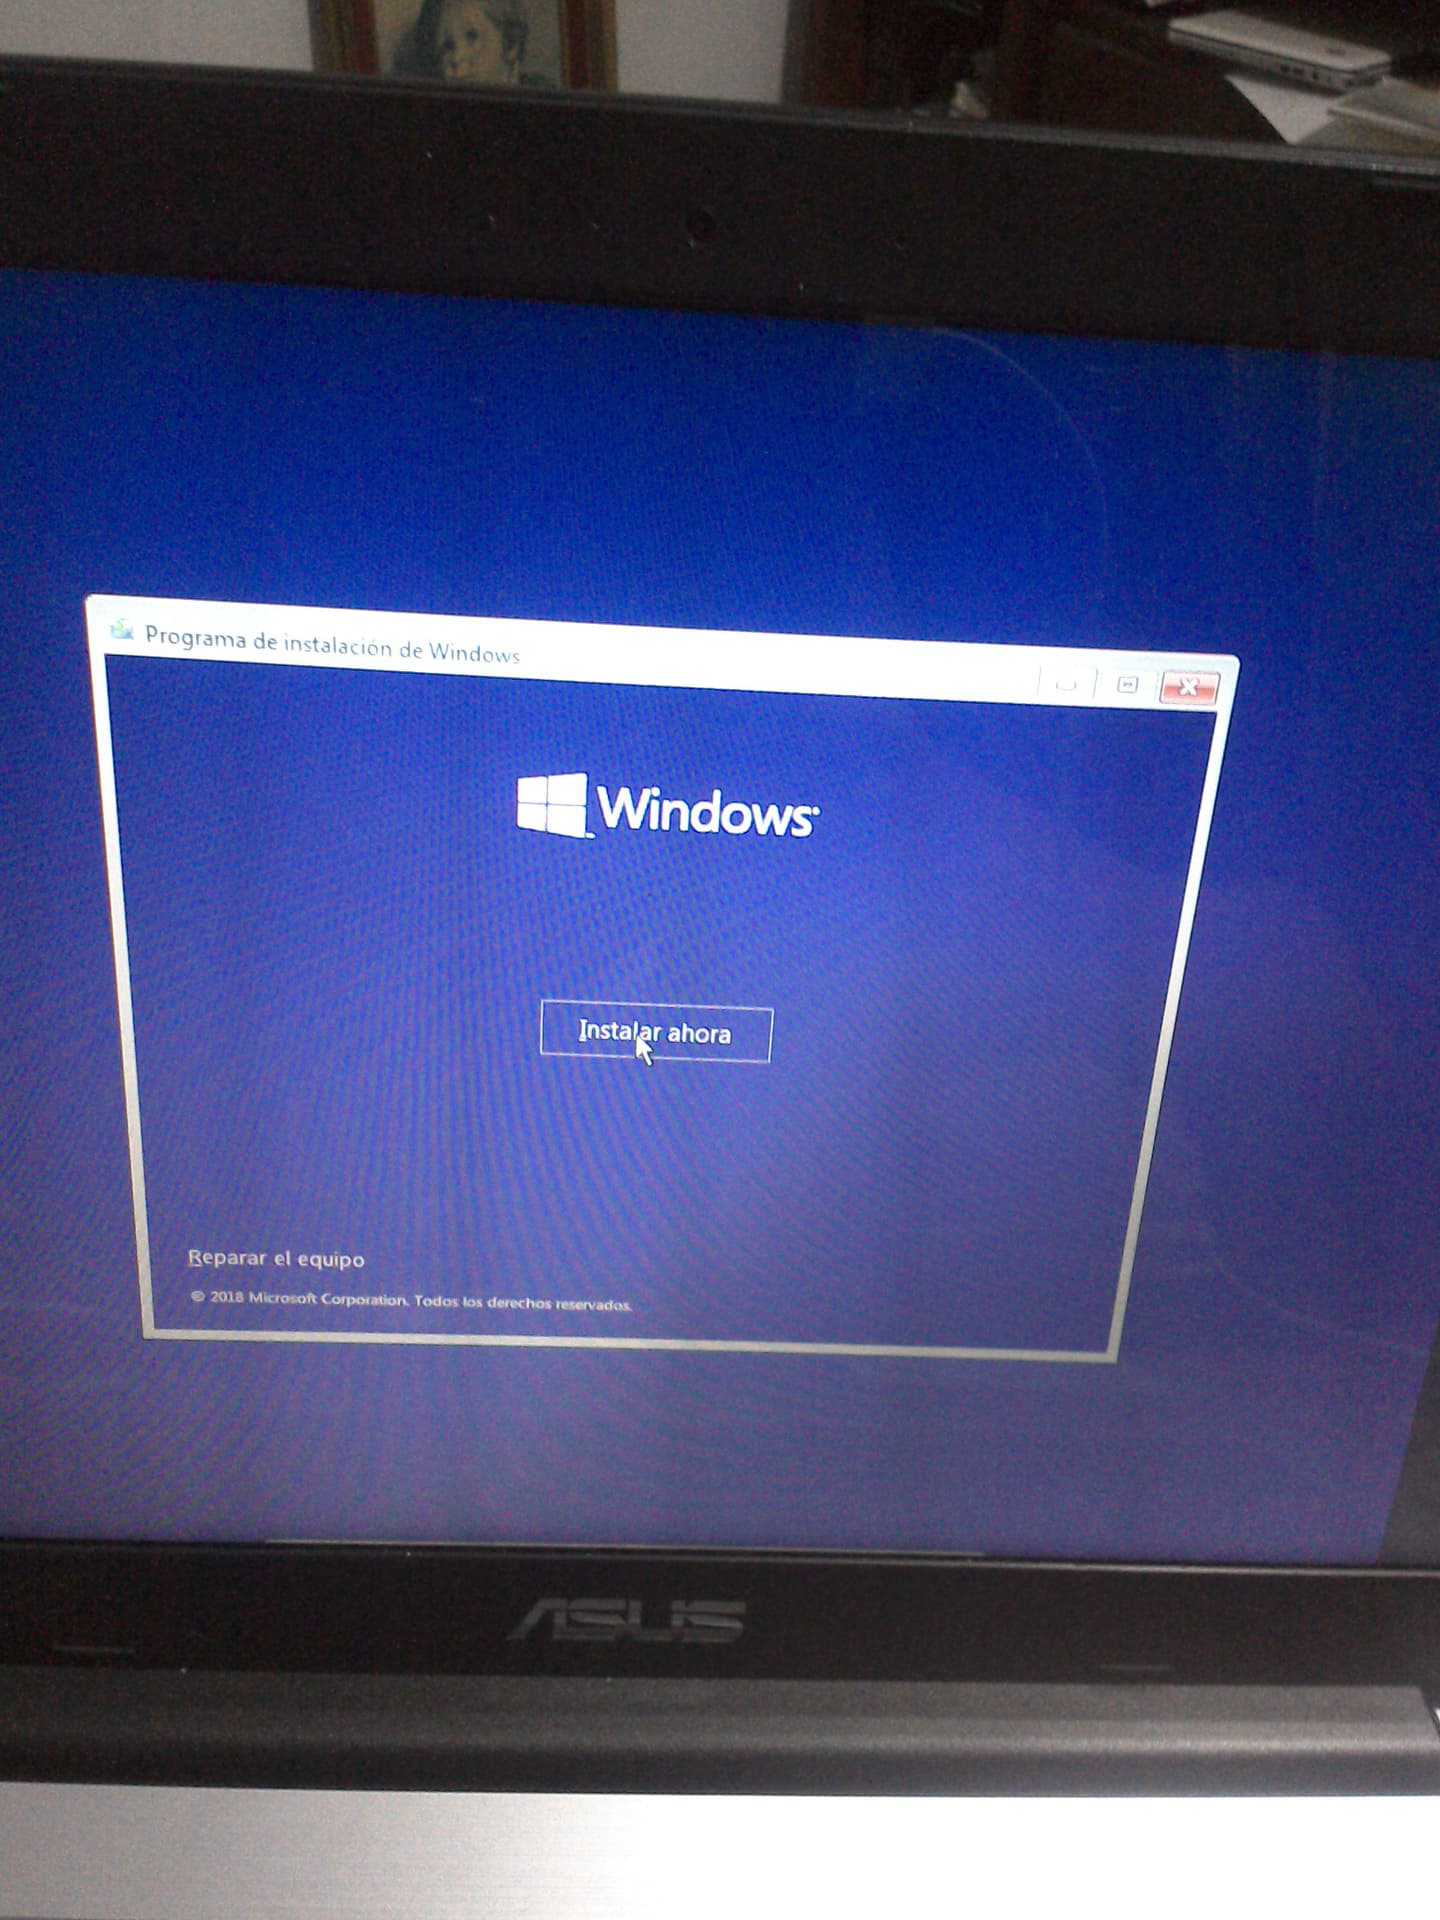 Programa de instalación de Windows
Windows
Instalar ahora
Reparar el equipo
© 2018 Microsoft Corporation. Todos los derechos reservados.
ASUS